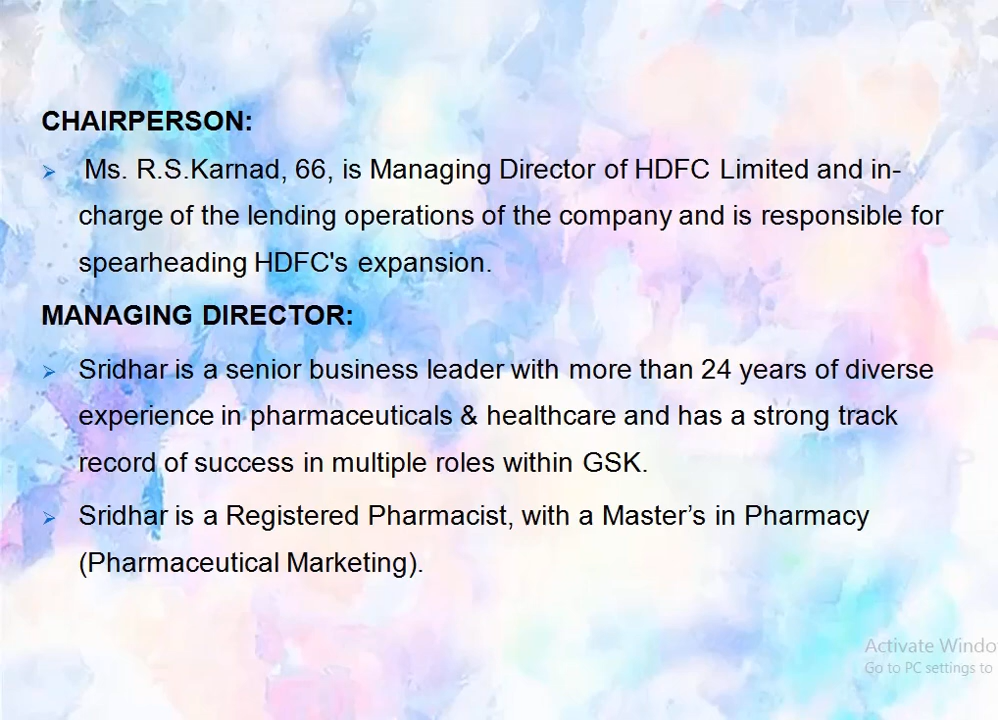 CHAIRPERSON:
➢ Ms. R.S.Karnad, 66, is Managing Director of HDFC Limited and in-
charge of the lending operations of the company and is responsible for
spearheading HDFC's expansion.
MANAGING DIRECTOR:
➢ Sridhar is a senior business leader with more than 24 years of diverse
experience in pharmaceuticals & healthcare and has a strong track
record of success in multiple roles within GSK.
➢ Sridhar is a Registered Pharmacist, with a Master’s in Pharmacy
(Pharmaceutical Marketing).
Activate Windo
Go to PC settings to